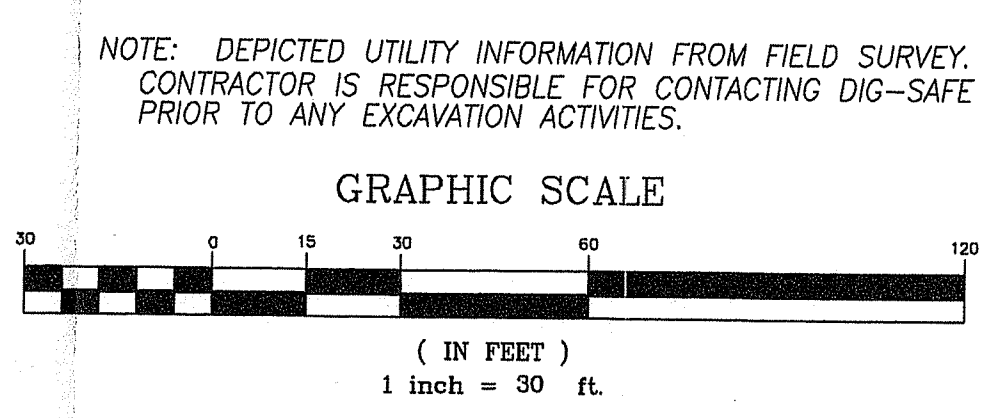 NOTE: DEPICTED UTILITY INFORMATION FROM FIELD SURVEY.
CONTRACTOR IS RESPONSIBLE FOR CONTACTING DIG–SAFE
PRIOR TO ANY EXCAVATION ACTIVITIES.
GRAPHIC SCALE
30 0 15 30 60 120
( IN FEET )
1 inch = 30 ft.